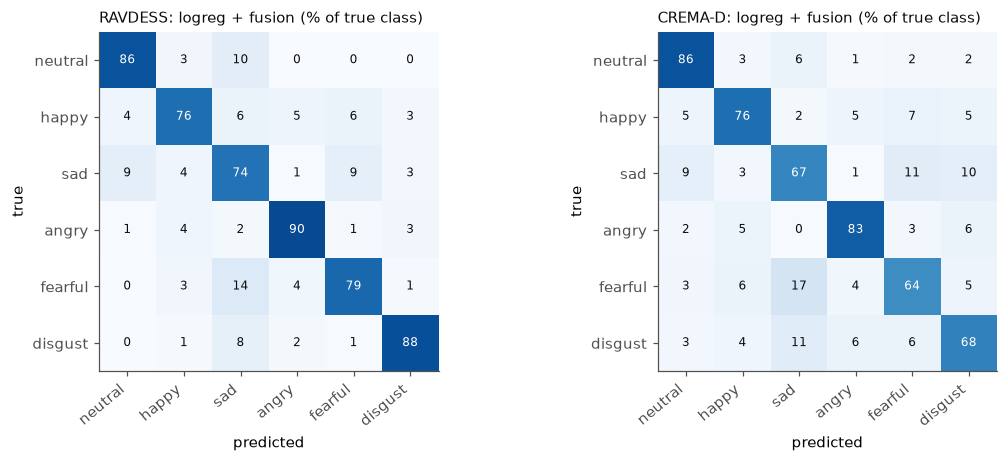 RAVDESS: logreg + fusion (% of true class)
neutral 86 3 10 0 0 0
happy 4 76 6 5 6 3
sad 9 4 74 1 9 3
angry 1 4 2 90 1 3
fearful 0 3 14 4 79 1
disgust 0 1 8 2 1 88
neutral happy sad angry fearful disgust
predicted
true
CREMA-D: logreg + fusion (% of true class)
neutral 86 3 6 1 2 2
happy 5 76 2 5 7 5
sad 9 3 67 1 11 10
angry 2 5 0 83 3 6
fearful 3 6 17 4 64 5
disgust 3 4 11 6 6 68
neutral happy sad angry fearful disgust
predicted
true